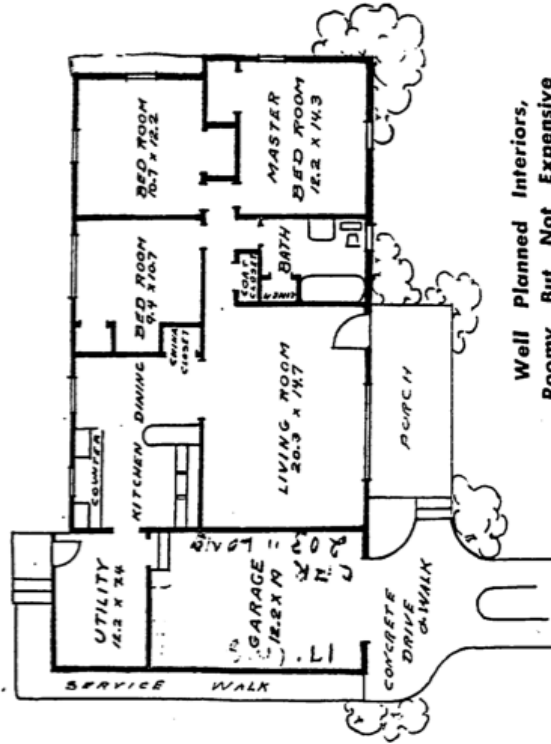 BED ROOM
10.7 x 12.2
MASTER
BED ROOM
12.2 x 14.3
BED ROOM
9.4 x 10.7
COAT
CLOSET
BATH
LINEN
CHINA
CLOSET
COUNTER
KITCHEN DINING
LIVING ROOM
20.3 x 14.7
PORCH
UTILITY
12.2 x 7.4
GARAGE
12.2 x 19
CONCRETE
DRIVE
& WALK
SERVICE WALK
Well Planned Interiors,
Roomy But Not Expensive